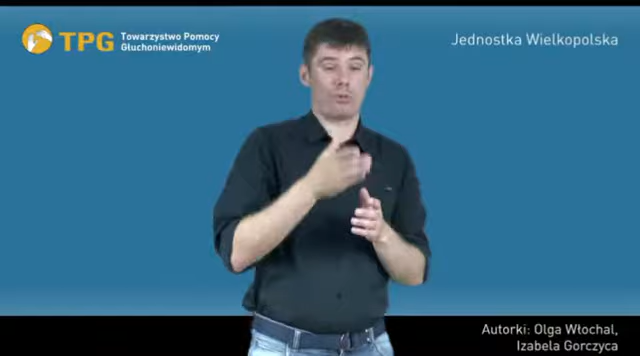 TPG
Towarzystwo Pomocy
Głuchoniewidomym
Jednostka Wielkopolska
Autorki: Olga Włochal,
Izabela Gorczyca